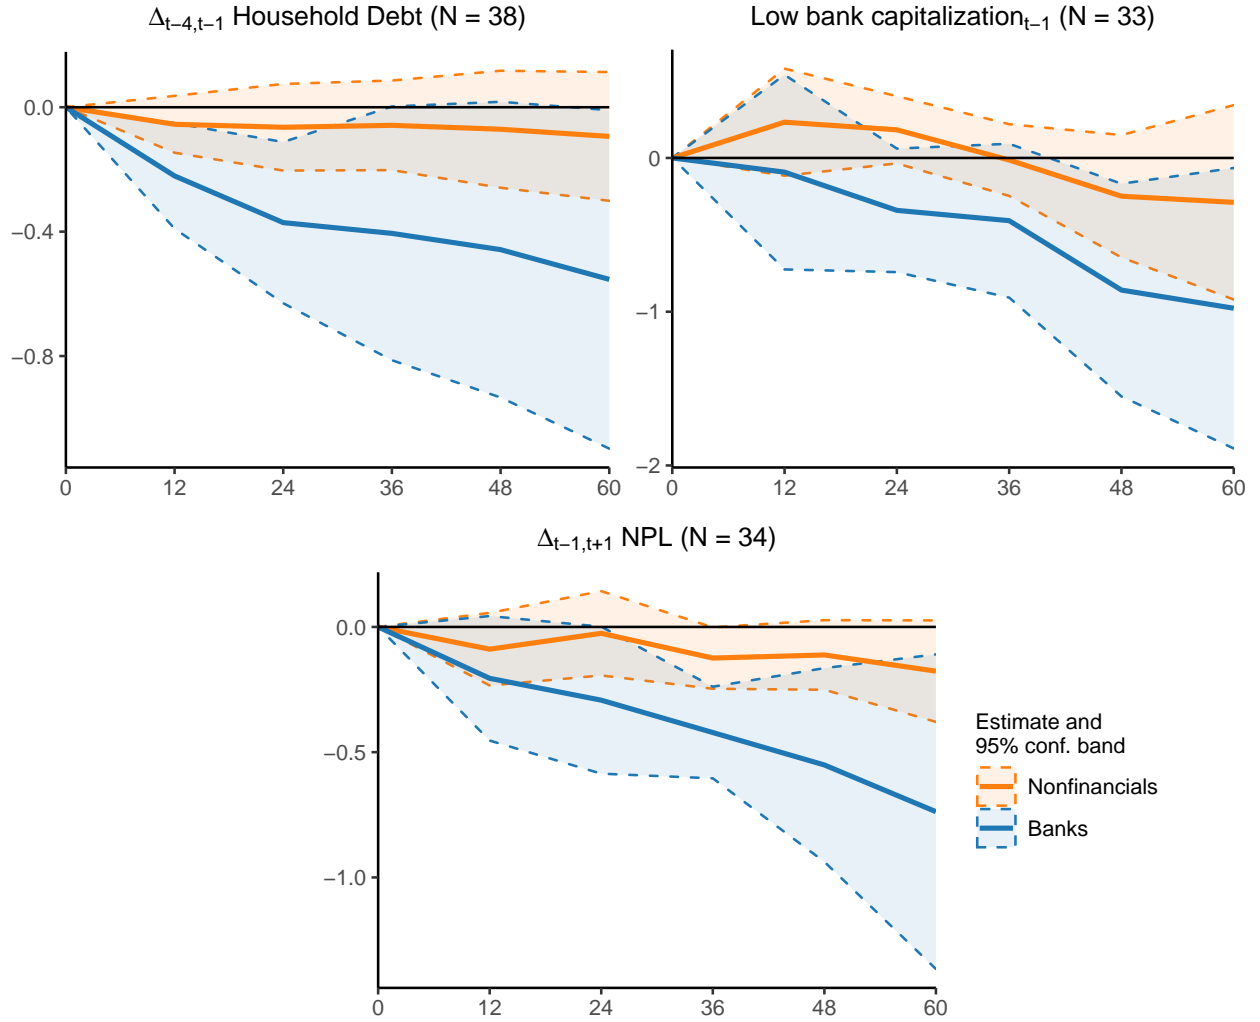 Δt−4,t−1 Household Debt (N = 38)
0.0
−0.4
−0.8
0 12 24 36 48 60
Low bank capitalizationt−1 (N = 33)
0
−1
−2
0 12 24 36 48 60
Δt−1,t+1 NPL (N = 34)
0.0
−0.5
−1.0
0 12 24 36 48 60
Estimate and
95% conf. band
Nonfinancials
Banks